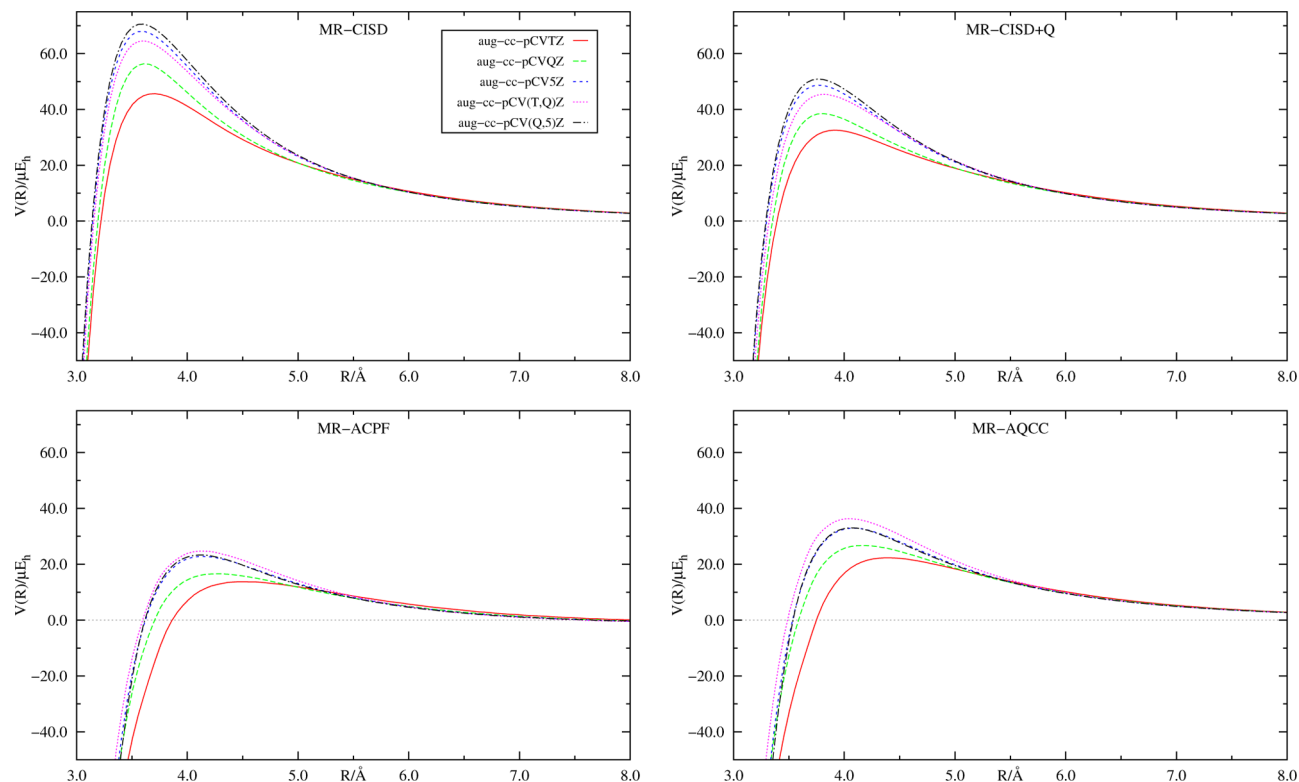 MR−CISD
aug−cc−pCVTZ
aug−cc−pCVQZ
aug−cc−pCV5Z
aug−cc−pCV(T,Q)Z
aug−cc−pCV(Q,5)Z
60.0
40.0
20.0
0.0
−20.0
−40.0
V(R)/μE_h
3.0 4.0 5.0 R/Å 6.0 7.0 8.0
MR−CISD+Q
60.0
40.0
20.0
0.0
−20.0
−40.0
V(R)/μE_h
3.0 4.0 5.0 R/Å 6.0 7.0 8.0
MR−ACPF
60.0
40.0
20.0
0.0
−20.0
−40.0
V(R)/μE_h
3.0 4.0 5.0 R/Å 6.0 7.0 8.0
MR−AQCC
60.0
40.0
20.0
0.0
−20.0
−40.0
V(R)/μE_h
3.0 4.0 5.0 R/Å 6.0 7.0 8.0